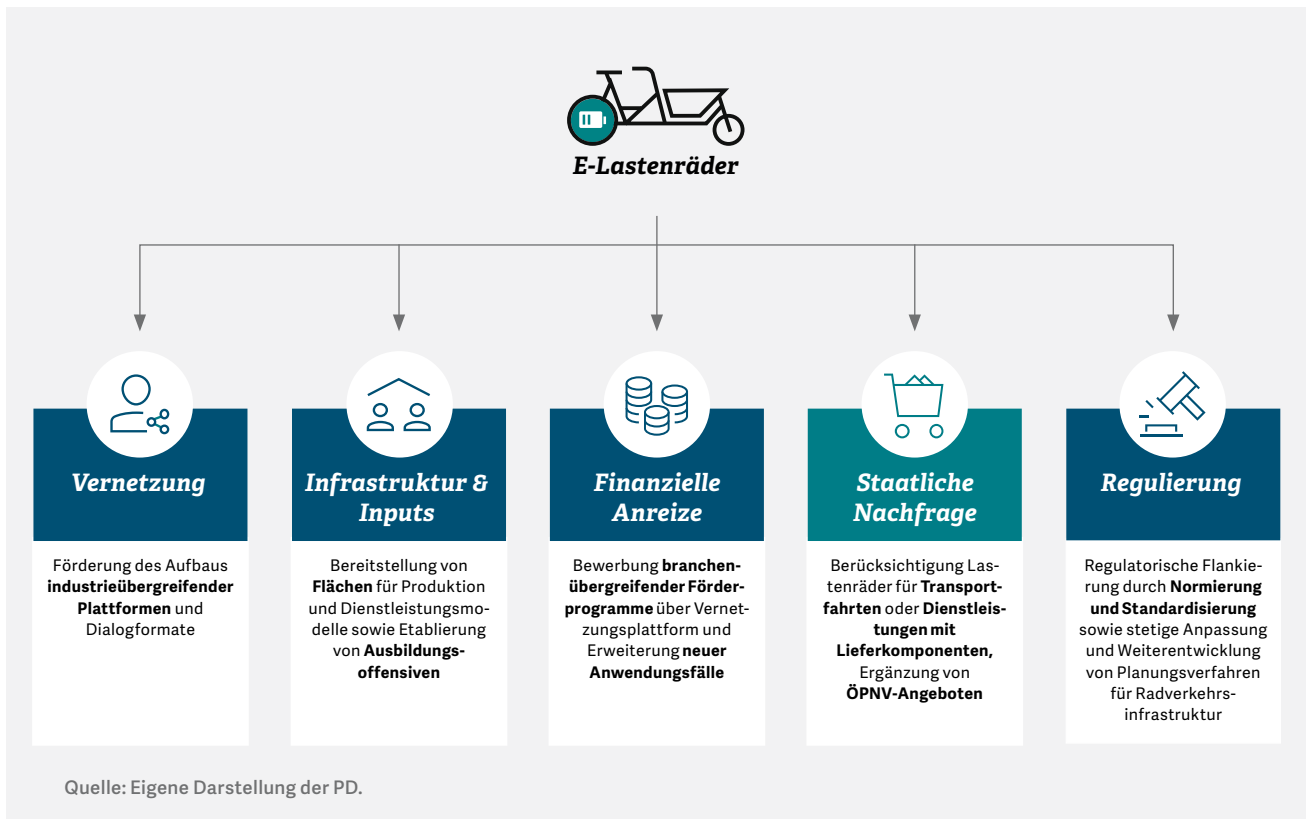 E-Lastenräder
Vernetzung
Förderung des Aufbaus
industrieübergreifender
Plattformen und
Dialogformate
Infrastruktur &
Inputs
Bereitstellung von
Flächen für Produktion
und Dienstleistungsmo-
delle sowie Etablierung
von Ausbildungs-
offensiven
Finanzielle
Anreize
Bewerbung branchen-
übergreifender Förder-
programme über Vernet-
zungsplattform und
Erweiterung neuer
Anwendungsfälle
Staatliche
Nachfrage
Berücksichtigung Las-
tenräder für Transport-
fahrten oder Dienstleis-
tungen mit
Lieferkomponenten,
Ergänzung von
ÖPNV-Angeboten
Regulierung
Regulatorische Flankie-
rung durch Normierung
und Standardisierung
sowie stetige Anpassung
und Weiterentwicklung
von Planungsverfahren
für Radverkehrs-
infrastruktur
Quelle: Eigene Darstellung der PD.